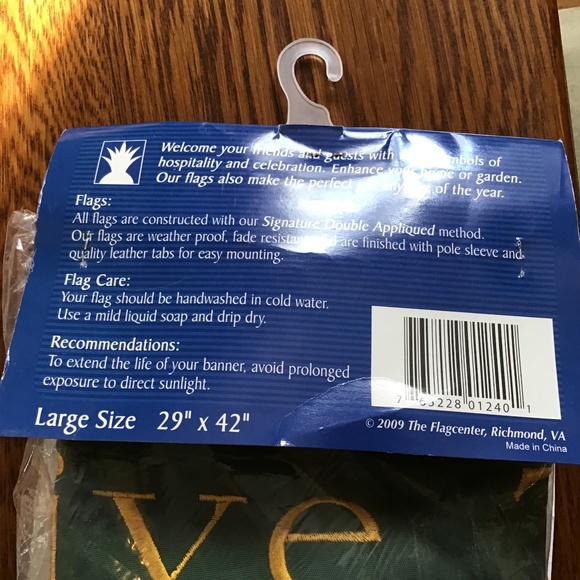 Welcome your friends and guests with symbols of
hospitality and celebration. Enhance your home or garden.
Our flags also make the perfect of the year.
Flags:
All flags are constructed with our Signature Double Appliqued method.
Our flags are weather proof, fade resistant and are finished with pole sleeve and
quality leather tabs for easy mounting.
Flag Care:
Your flag should be handwashed in cold water.
Use a mild liquid soap and drip dry.
Recommendations:
To extend the life of your banner, avoid prolonged
exposure to direct sunlight.
7 63228 01240 1
Large Size 29" x 42"
© 2009 The Flagcenter, Richmond, VA
Made in China
ve